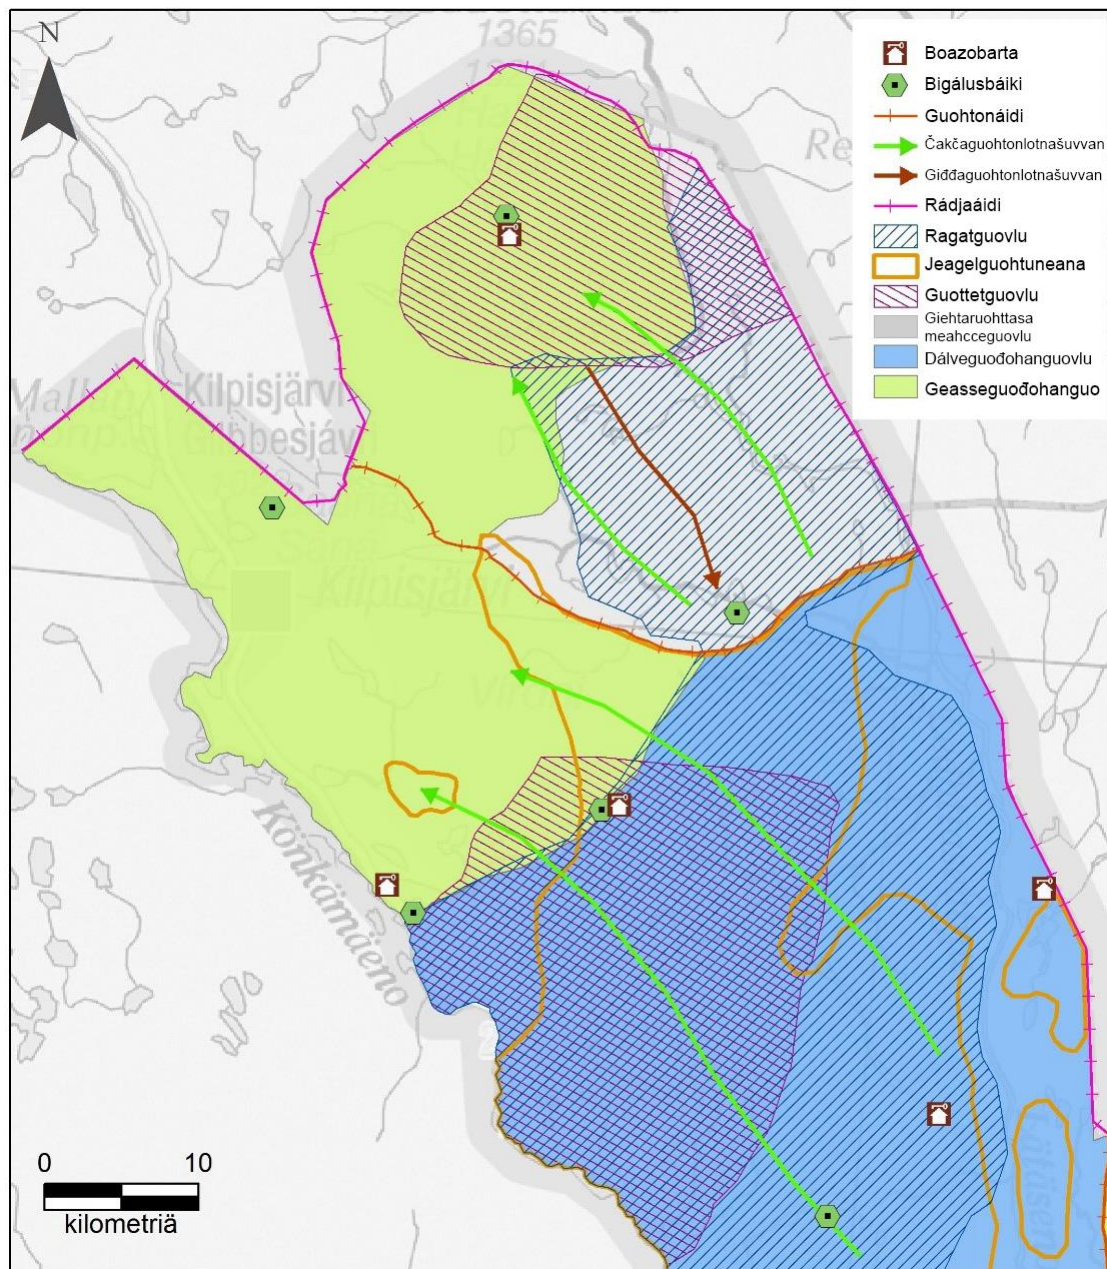 1365
N
Boazobarta
Bigálusbáiki
Guohtonáidi
Čakčaguohtonlotnašuvvan
Giđđaguohtonlotnašuvvan
Rádjaáidi
Ragatguovlu
Jeagelguohtuneana
Guottetguovlu
Giehtaruohttasa
meahcceguovlu
Dálveguođohanguovlu
Geasseguođohanguo
Re
Kilpisjärvi
Kilpisjärvi
Könkämäeno
0 10
kilometriä